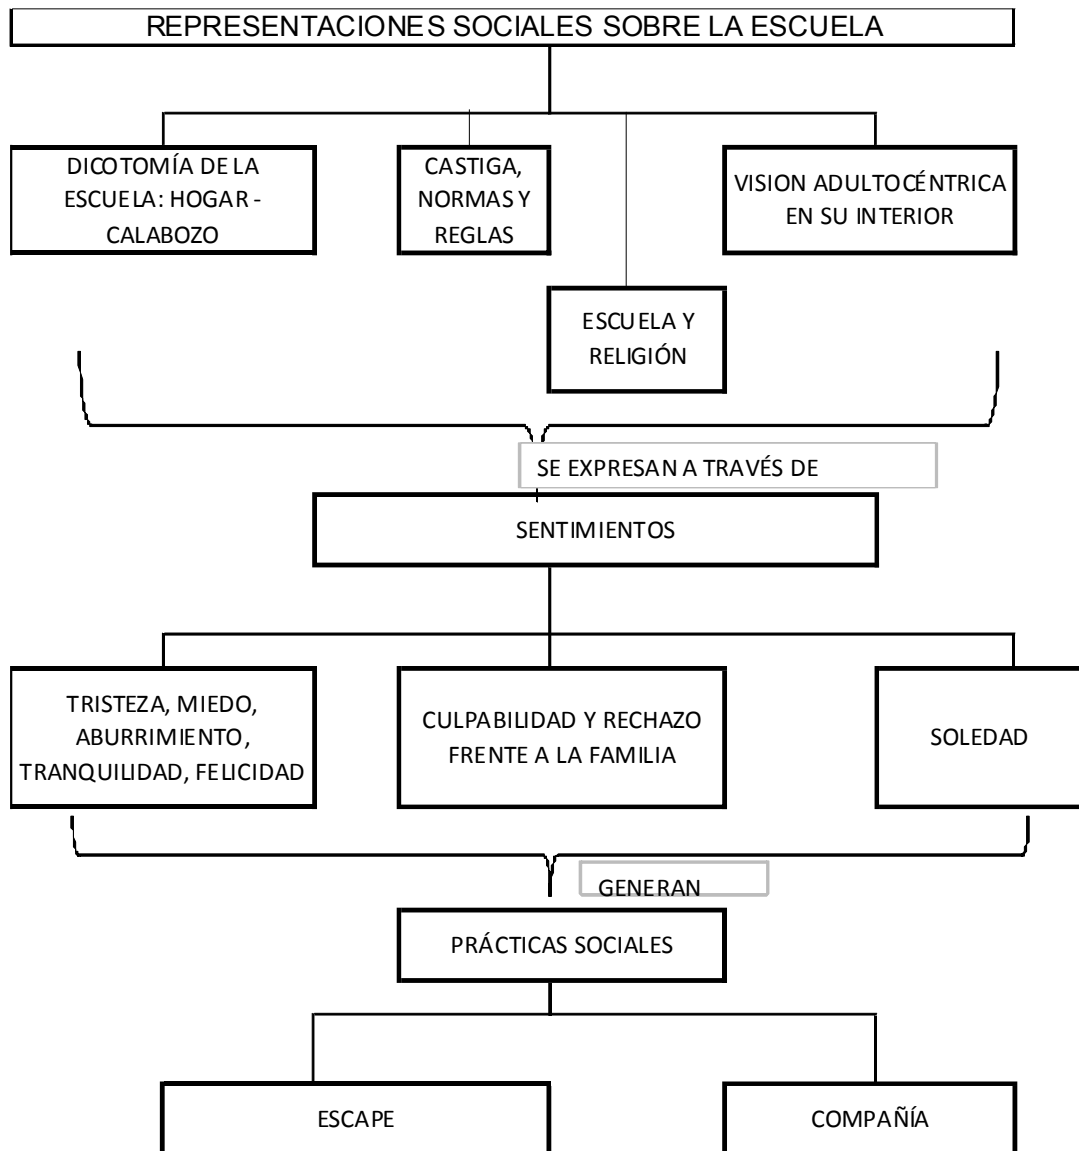 REPRESENTACIONES SOCIALES SOBRE LA ESCUELA
DICOTOMÍA DE LA
ESCUELA: HOGAR -
CALABOZO
CASTIGA,
NORMAS Y
REGLAS
VISION ADULTOCÉNTRICA
EN SU INTERIOR
ESCUELA Y
RELIGIÓN
SE EXPRESAN A TRAVÉS DE
SENTIMIENTOS
TRISTEZA, MIEDO,
ABURRIMIENTO,
TRANQUILIDAD, FELICIDAD
CULPABILIDAD Y RECHAZO
FRENTE A LA FAMILIA
SOLEDAD
GENERAN
PRÁCTICAS SOCIALES
ESCAPE
COMPAÑÍA